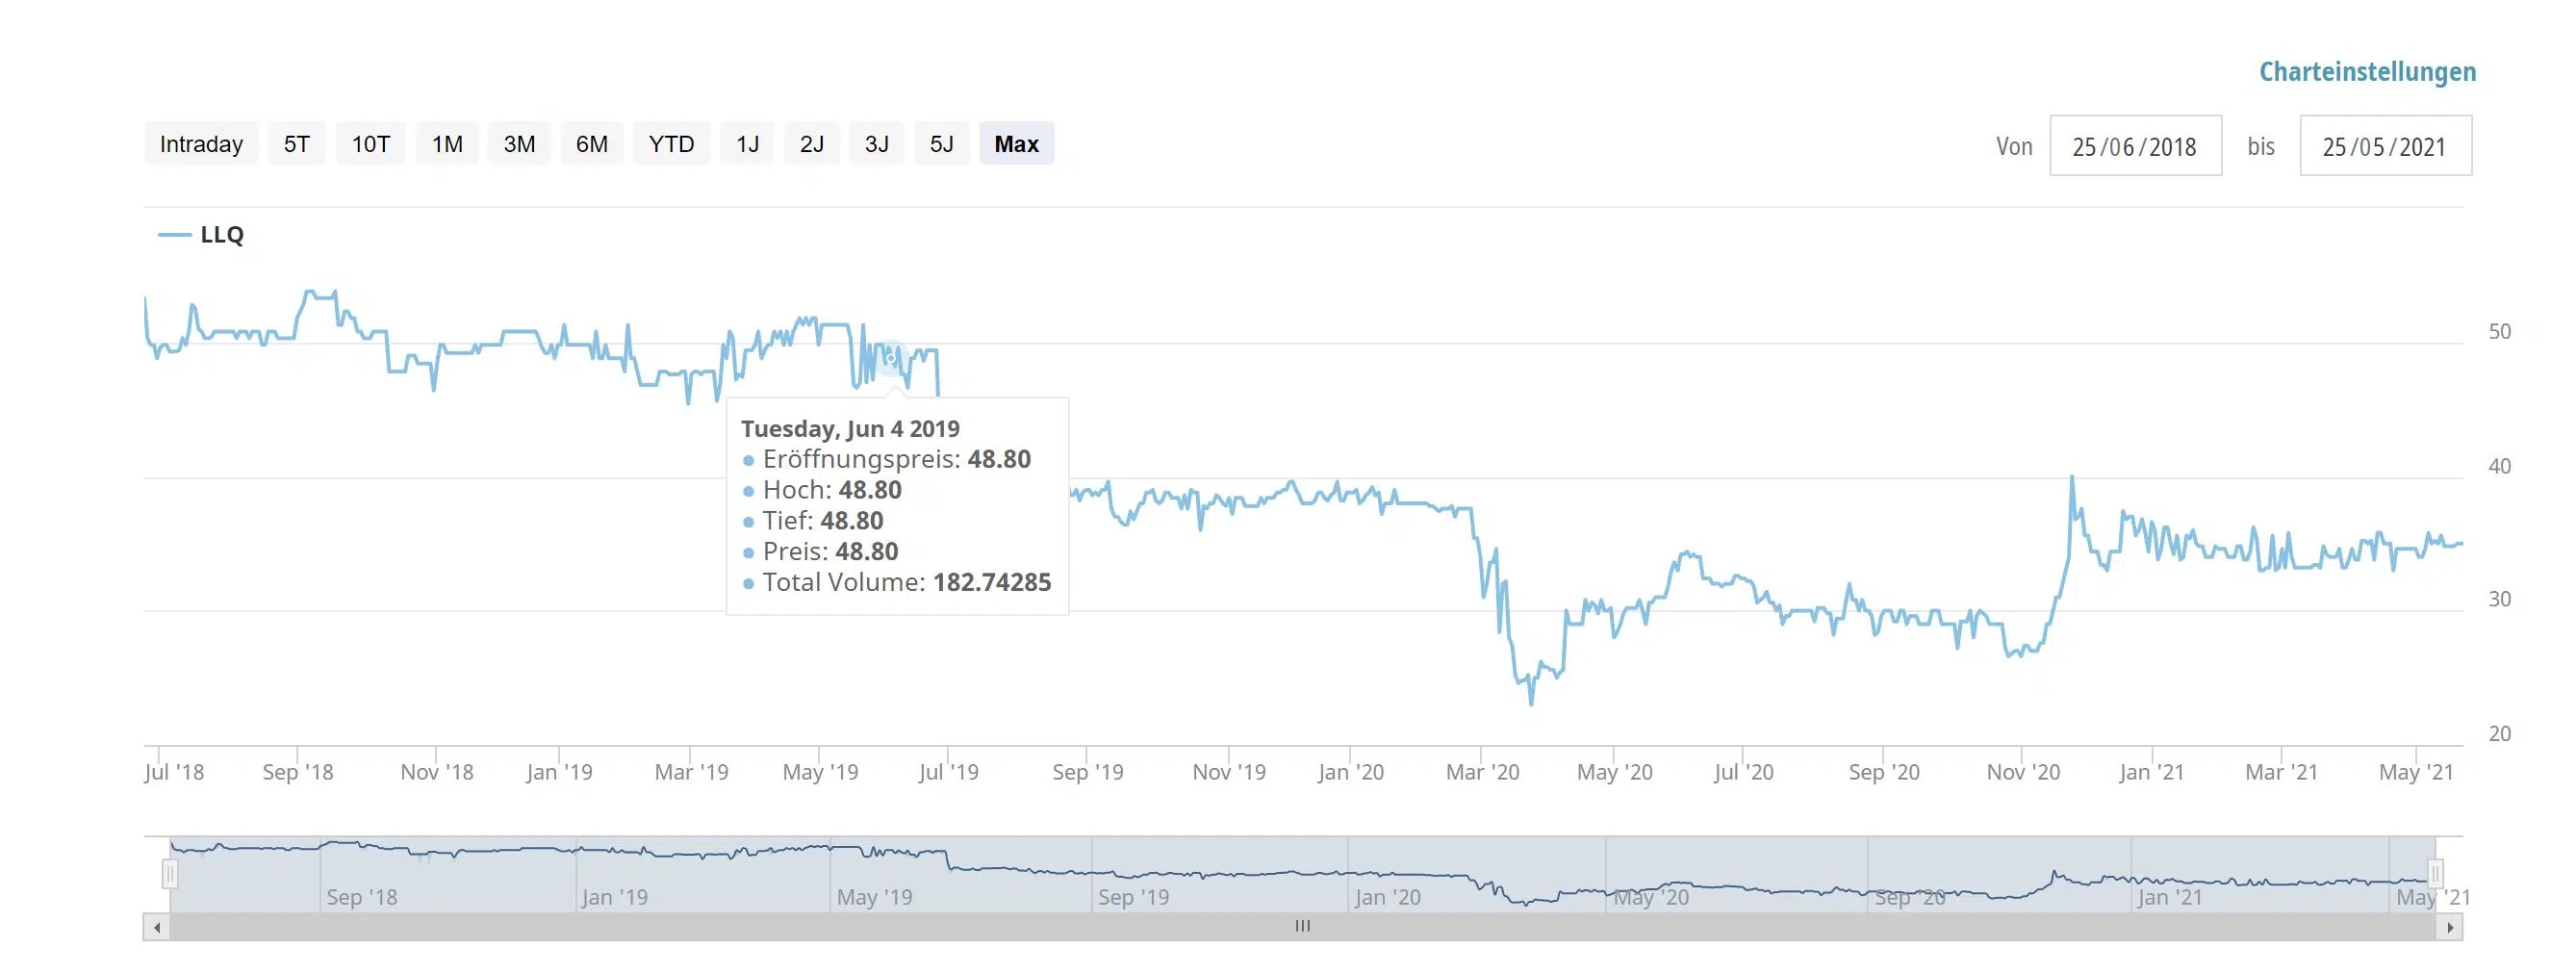 Charteinstellungen
Intraday 5T 10T 1M 3M 6M YTD 1J 2J 3J 5J Max Von 25/06/2018 bis 25/05/2021
LLQ
50
Tuesday, Jun 4 2019
Eröffnungspreis: 48.80
40
Hoch: 48.80
Tief: 48.80
Preis: 48.80
Total Volume: 182.74285
30
20
Jul '18 Sep '18 Nov '18 Jan '19 Mar '19 May '19 Jul '19 Sep '19 Nov '19 Jan '20 Mar '20 May '20 Jul '20 Sep '20 Nov '20 Jan '21 Mar '21 May '21
Sep '18 Jan '19 May '19 Sep '19 Jan '20 May '20 Sep '20 Jan '21 May '21